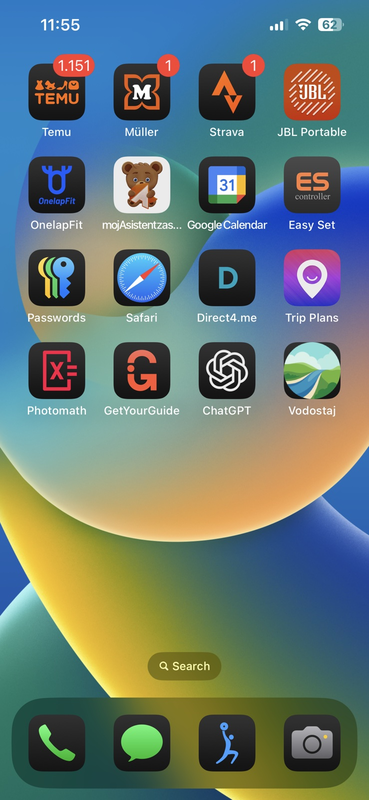 11:55
62
1.151
1
1
TEMU
M
JBL
Temu
Müller
Strava
JBL Portable
OnelapFit
31
ES
controller
OnelapFit
mojAsistentzas...
Google Calendar
Easy Set
D
Passwords
Safari
Direct4.me
Trip Plans
X=
G
Photomath
GetYourGuide
ChatGPT
Vodostaj
Search